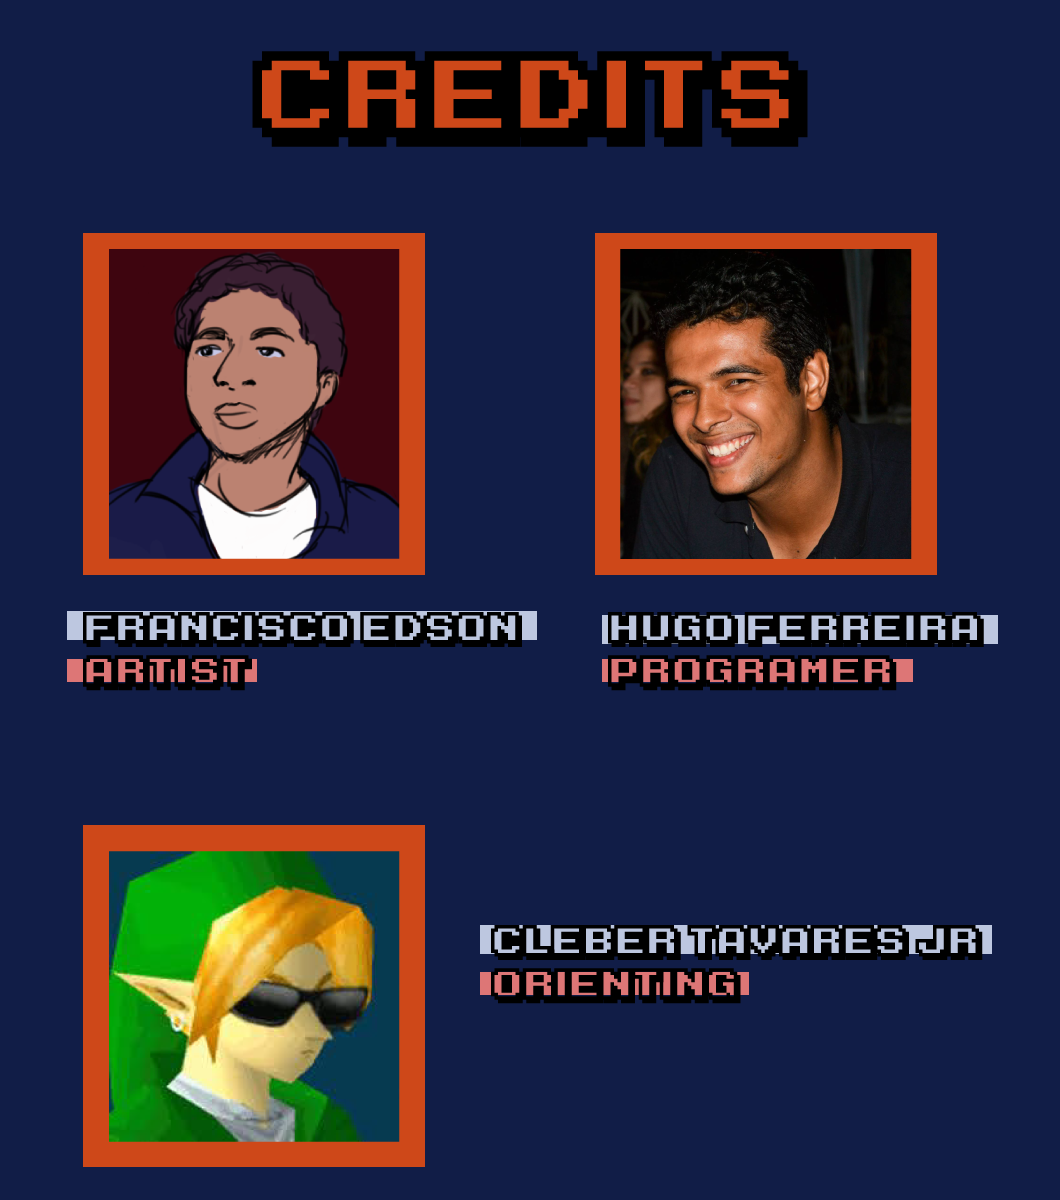 CREDITS
FRANCISCO EDSON
ARTIST
HUGO FERREIRA
PROGRAMER
CLEBER TAVARES JR
ORIENTING